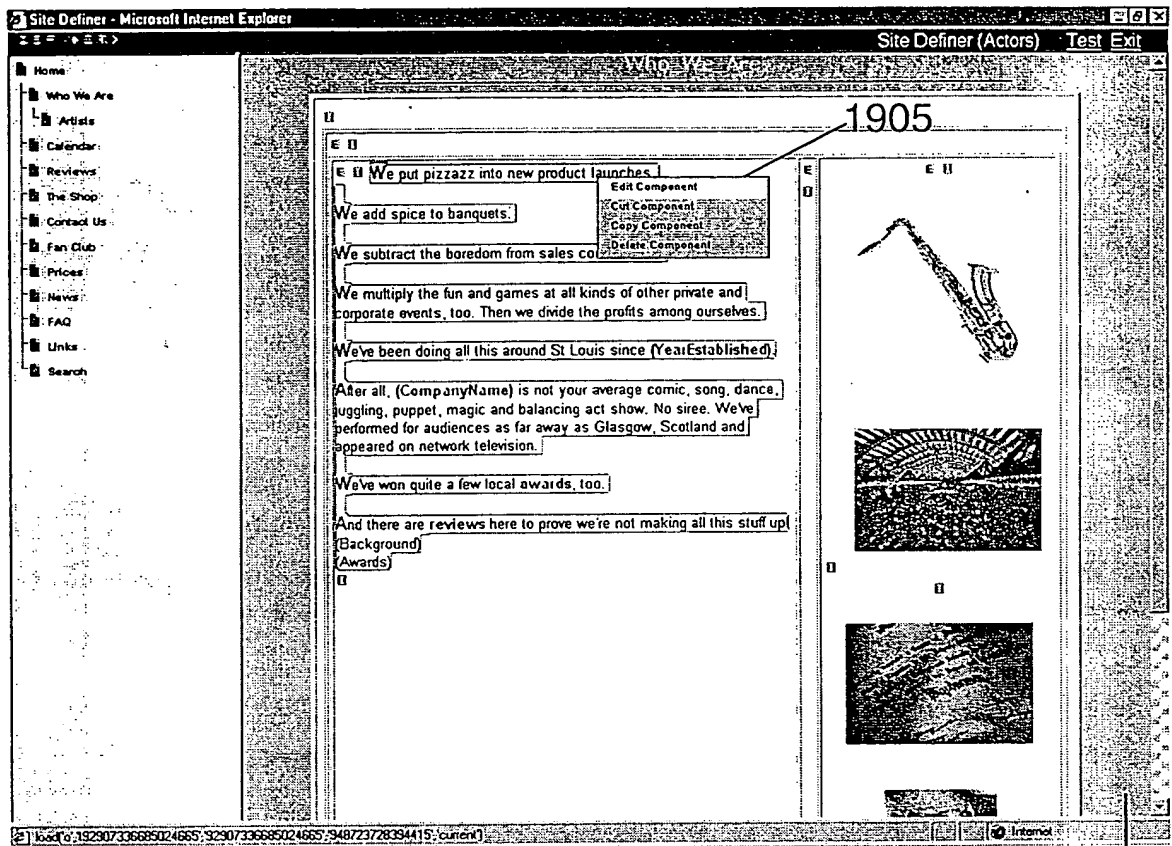 Site Definer - Microsoft Internet Explorer
Site Definer (Actors) Test Exit
Home
Who We Are
Artists
Calendar
Reviews
The Shop
Contact Us
Fan Club
Prices
News
FAQ
Links
Search
Who We Are
1905
E
E
We put pizzazz into new product launches.
Edit Component
Cut Component
Copy Component
Delete Component
We add spice to banquets.
We subtract the boredom from sales co
We multiply the fun and games at all kinds of other private and
corporate events, too. Then we divide the profits among ourselves.
We've been doing all this around St Louis since (YearEstablished).
After all, (CompanyName) is not your average comic, song, dance,
juggling, puppet, magic and balancing act show. No siree. We've
performed for audiences as far away as Glasgow, Scotland and
appeared on network television.
We've won quite a few local awards, too.
And there are reviews here to prove we're not making all this stuff up!
(Background)
(Awards)
E
E
load('o','192907336685024665','92907336685024665','948723728394415','current')
Internet